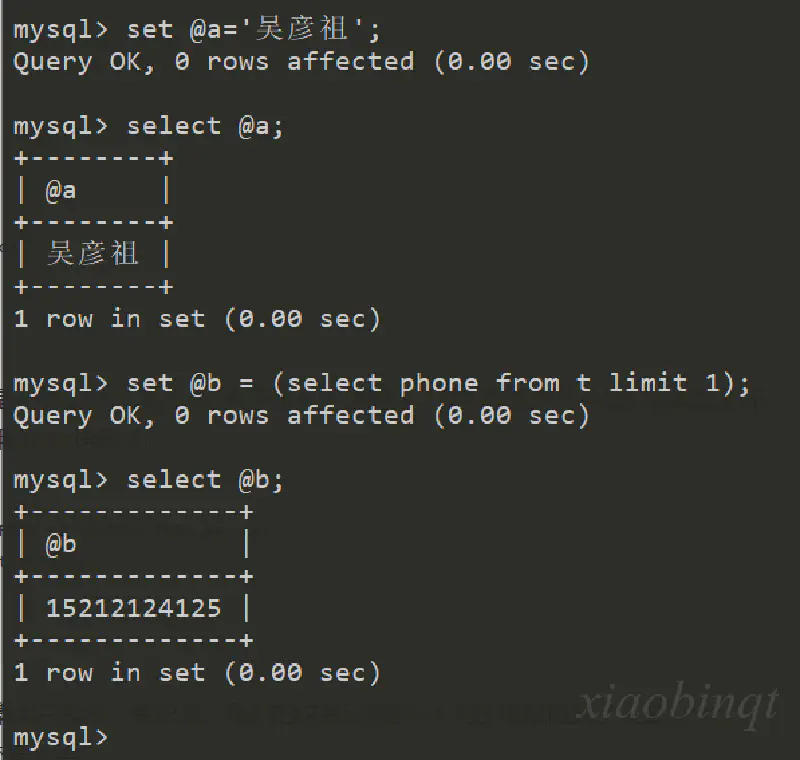 mysql> set @a='吴彦祖';
Query OK, 0 rows affected (0.00 sec)
mysql> select @a;
+--------+
| @a     |
+--------+
| 吴彦祖 |
+--------+
1 row in set (0.00 sec)
mysql> set @b = (select phone from t limit 1);
Query OK, 0 rows affected (0.00 sec)
mysql> select @b;
+-------------+
| @b          |
+-------------+
| 15212124125 |
+-------------+
1 row in set (0.00 sec)
xiaobinqt
mysql>